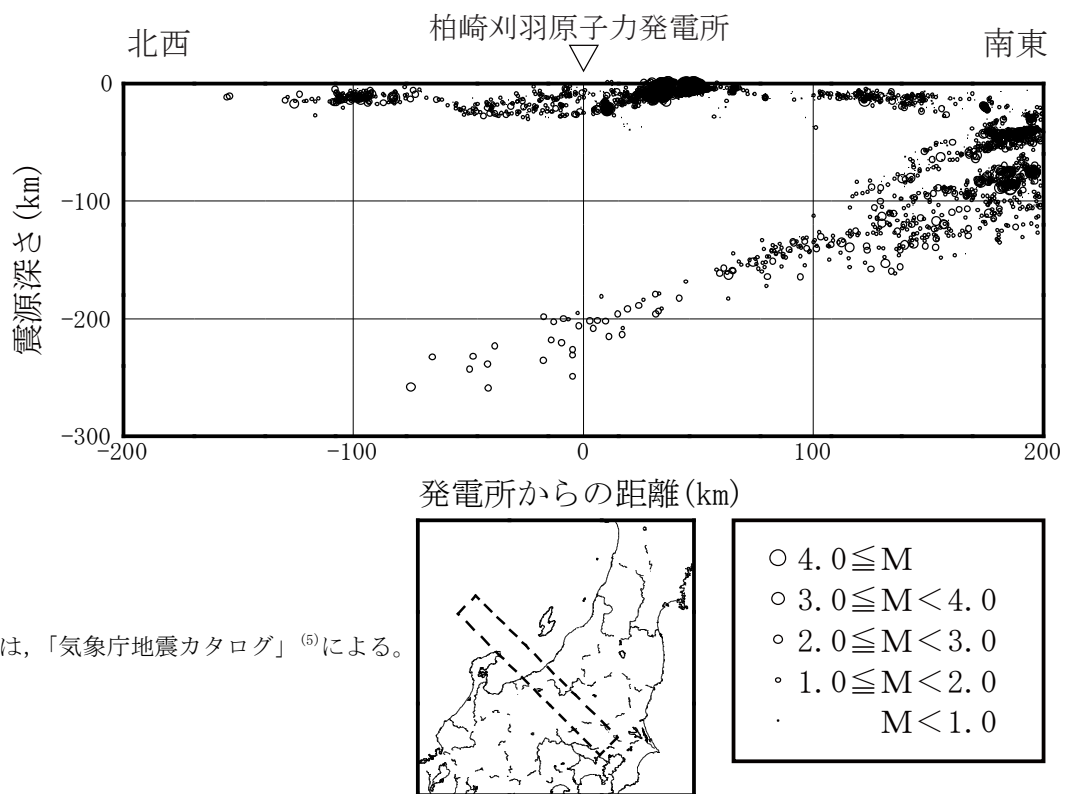 柏崎刈羽原子力発電所
北西
南東
0
-100
-200
-300
震源深さ(km)
-200
-100
0
100
200
発電所からの距離(km)
は，「気象庁地震カタログ」(5)による。
4.0≦M
3.0≦M＜4.0
2.0≦M＜3.0
1.0≦M＜2.0
M＜1.0